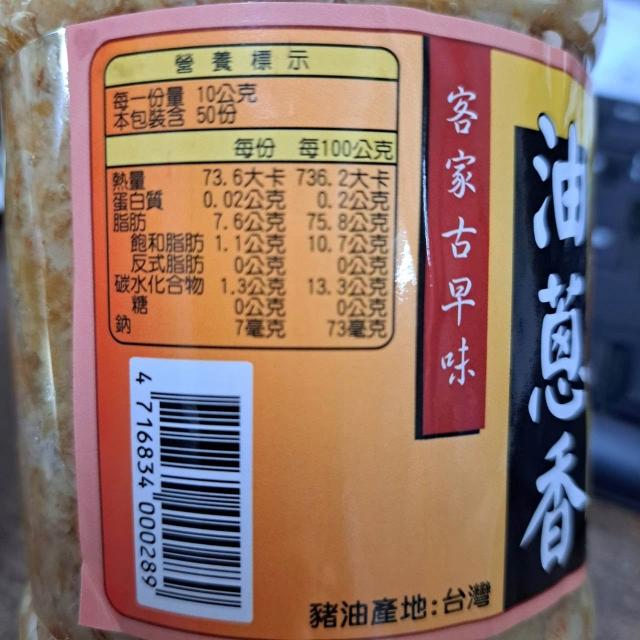 營養標示
每一份量 10公克
本包裝含 50份
每份 每100公克
熱量 73.6大卡 736.2大卡
蛋白質 0.02公克 0.2公克
脂肪 7.6公克 75.8公克
飽和脂肪 1.1公克 10.7公克
反式脂肪 0公克 0公克
碳水化合物 1.3公克 13.3公克
糖 0公克 0公克
鈉 7毫克 73毫克
4 716834 000289
客家古早味
油蔥香
豬油產地:台灣